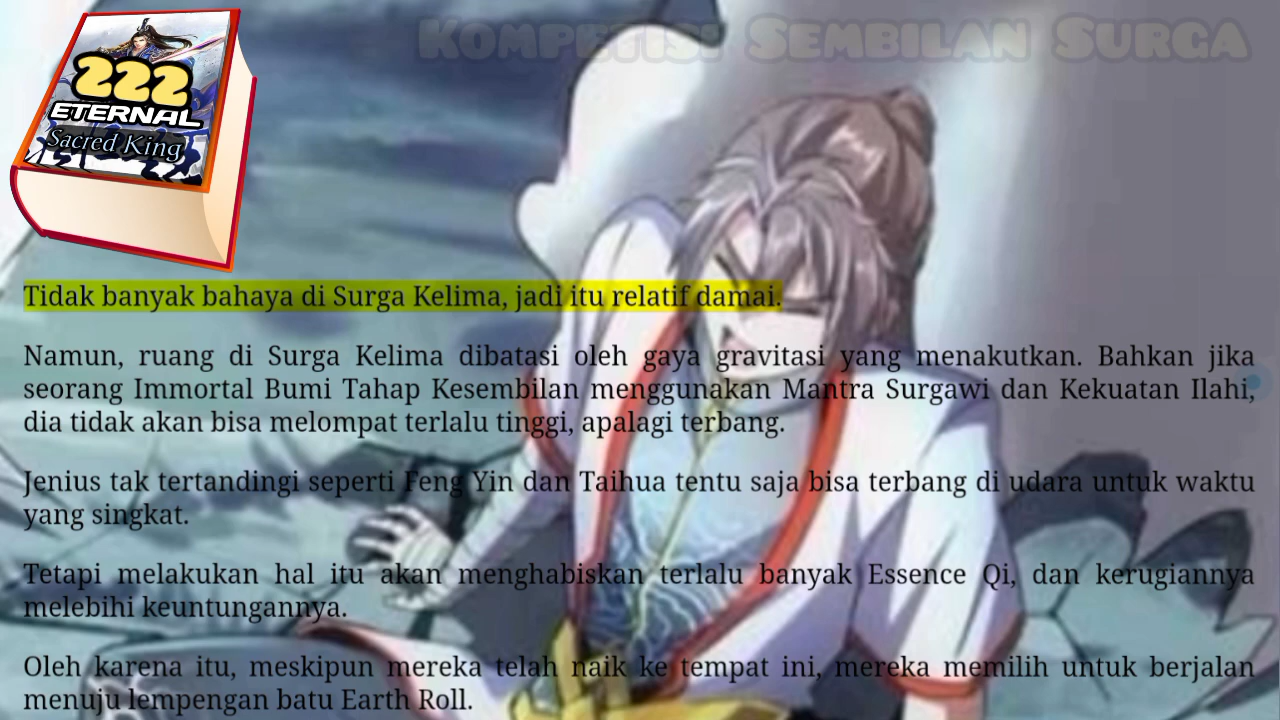 Kompetisi Sembilan Surga
222
ETERNAL
Sacred King
Tidak banyak bahaya di Surga Kelima, jadi itu relatif damai.
Namun, ruang di Surga Kelima dibatasi oleh gaya gravitasi yang menakutkan. Bahkan jika
seorang Immortal Bumi Tahap Kesembilan menggunakan Mantra Surgawi dan Kekuatan Ilahi,
dia tidak akan bisa melompat terlalu tinggi, apalagi terbang.
Jenius tak tertandingi seperti Feng Yin dan Taihua tentu saja bisa terbang di udara untuk waktu
yang singkat.
Tetapi melakukan hal itu akan menghabiskan terlalu banyak Essence Qi, dan kerugiannya
melebihi keuntungannya.
Oleh karena itu, meskipun mereka telah naik ke tempat ini, mereka memilih untuk berjalan
menuju lempengan batu Earth Roll.